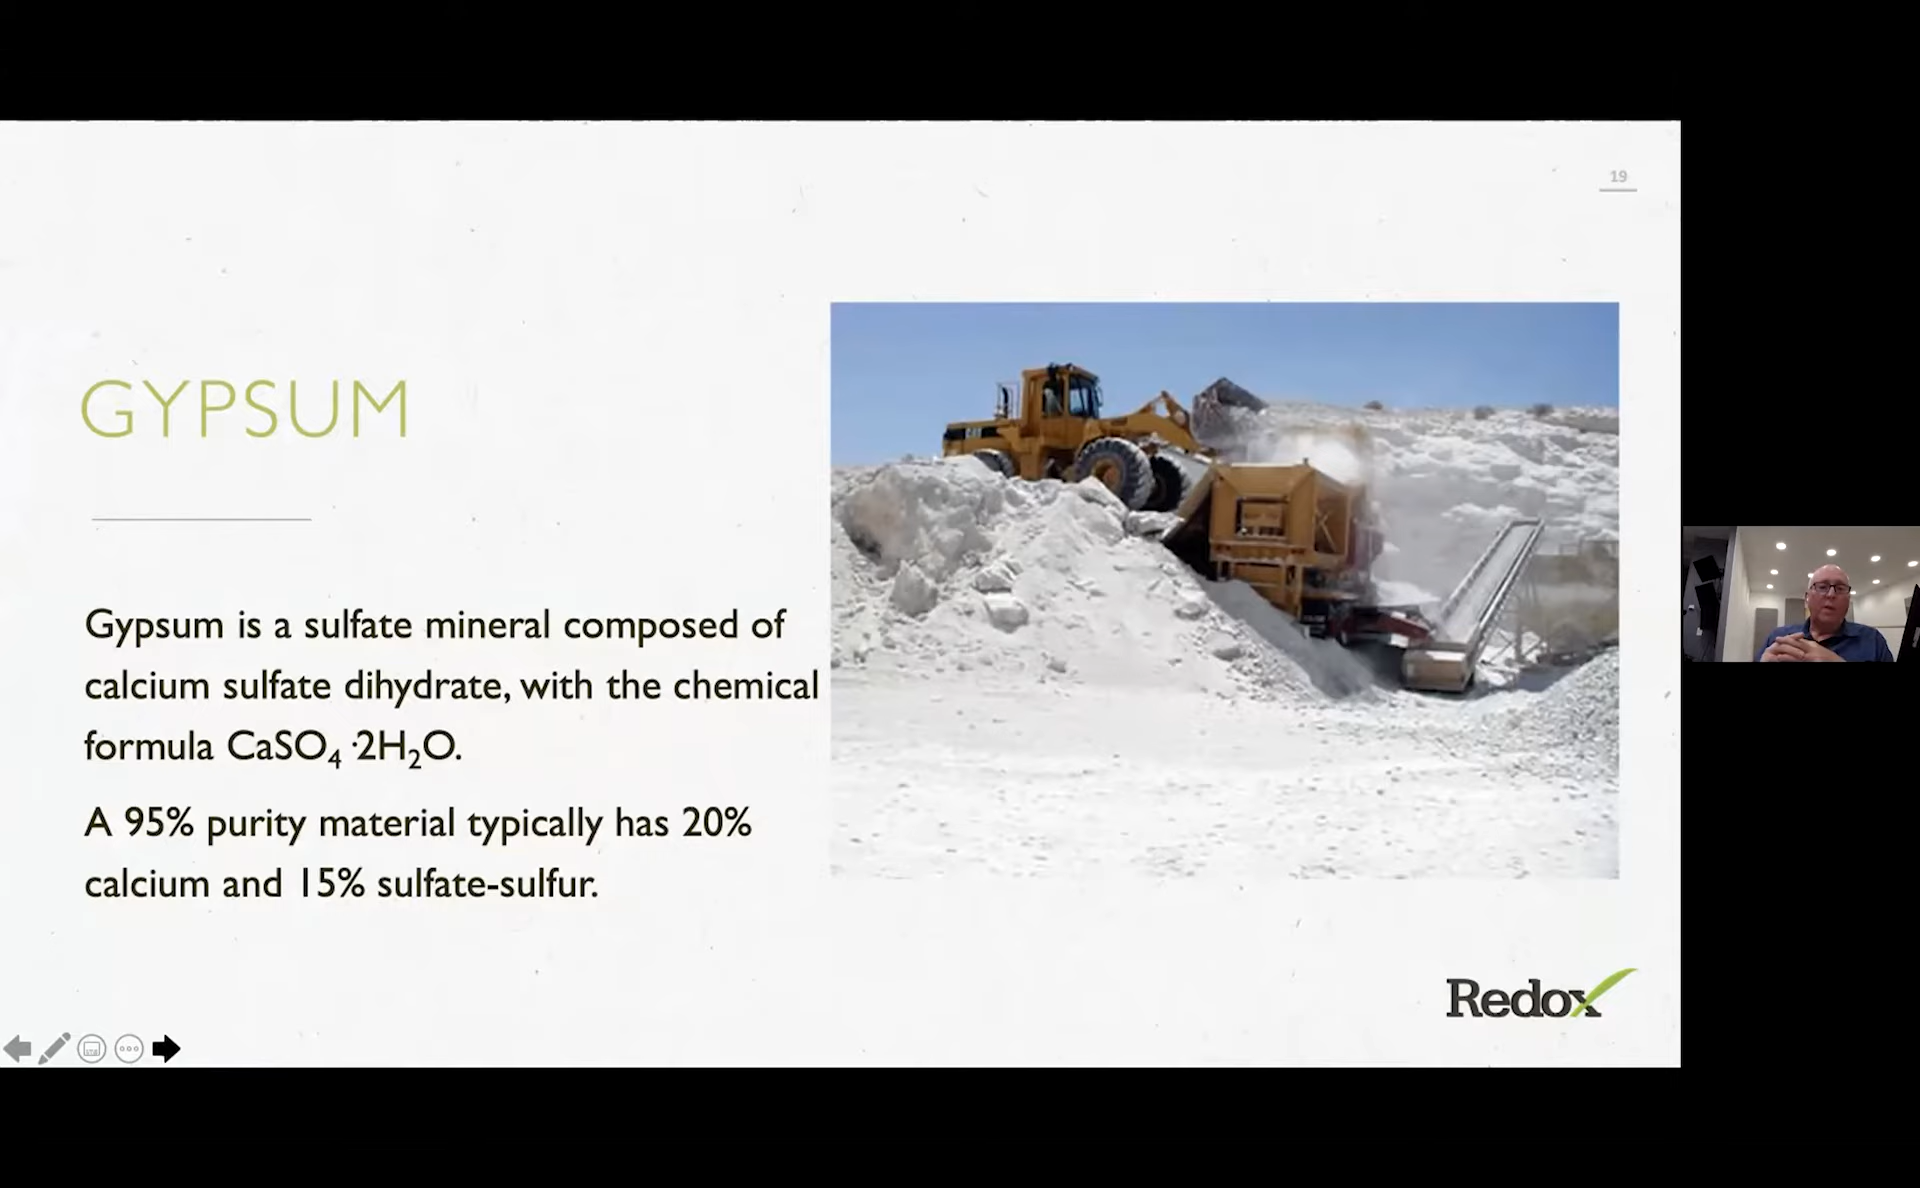 19
GYPSUM
Gypsum is a sulfate mineral composed of
calcium sulfate dihydrate, with the chemical
formula CaSO₄ ·2H₂O.
A 95% purity material typically has 20%
calcium and 15% sulfate-sulfur.
Redox